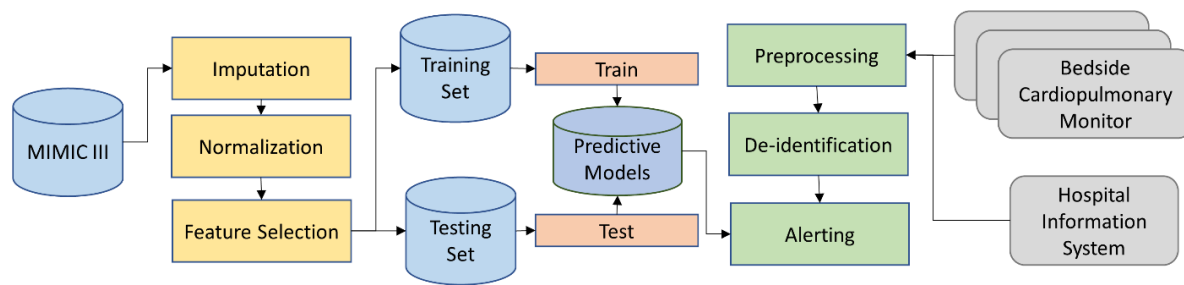 MIMIC III
Imputation
Normalization
Feature Selection
Training
Set
Testing
Set
Train
Predictive
Models
Test
Preprocessing
De-identification
Alerting
Bedside
Cardiopulmonary
Monitor
Hospital
Information
System